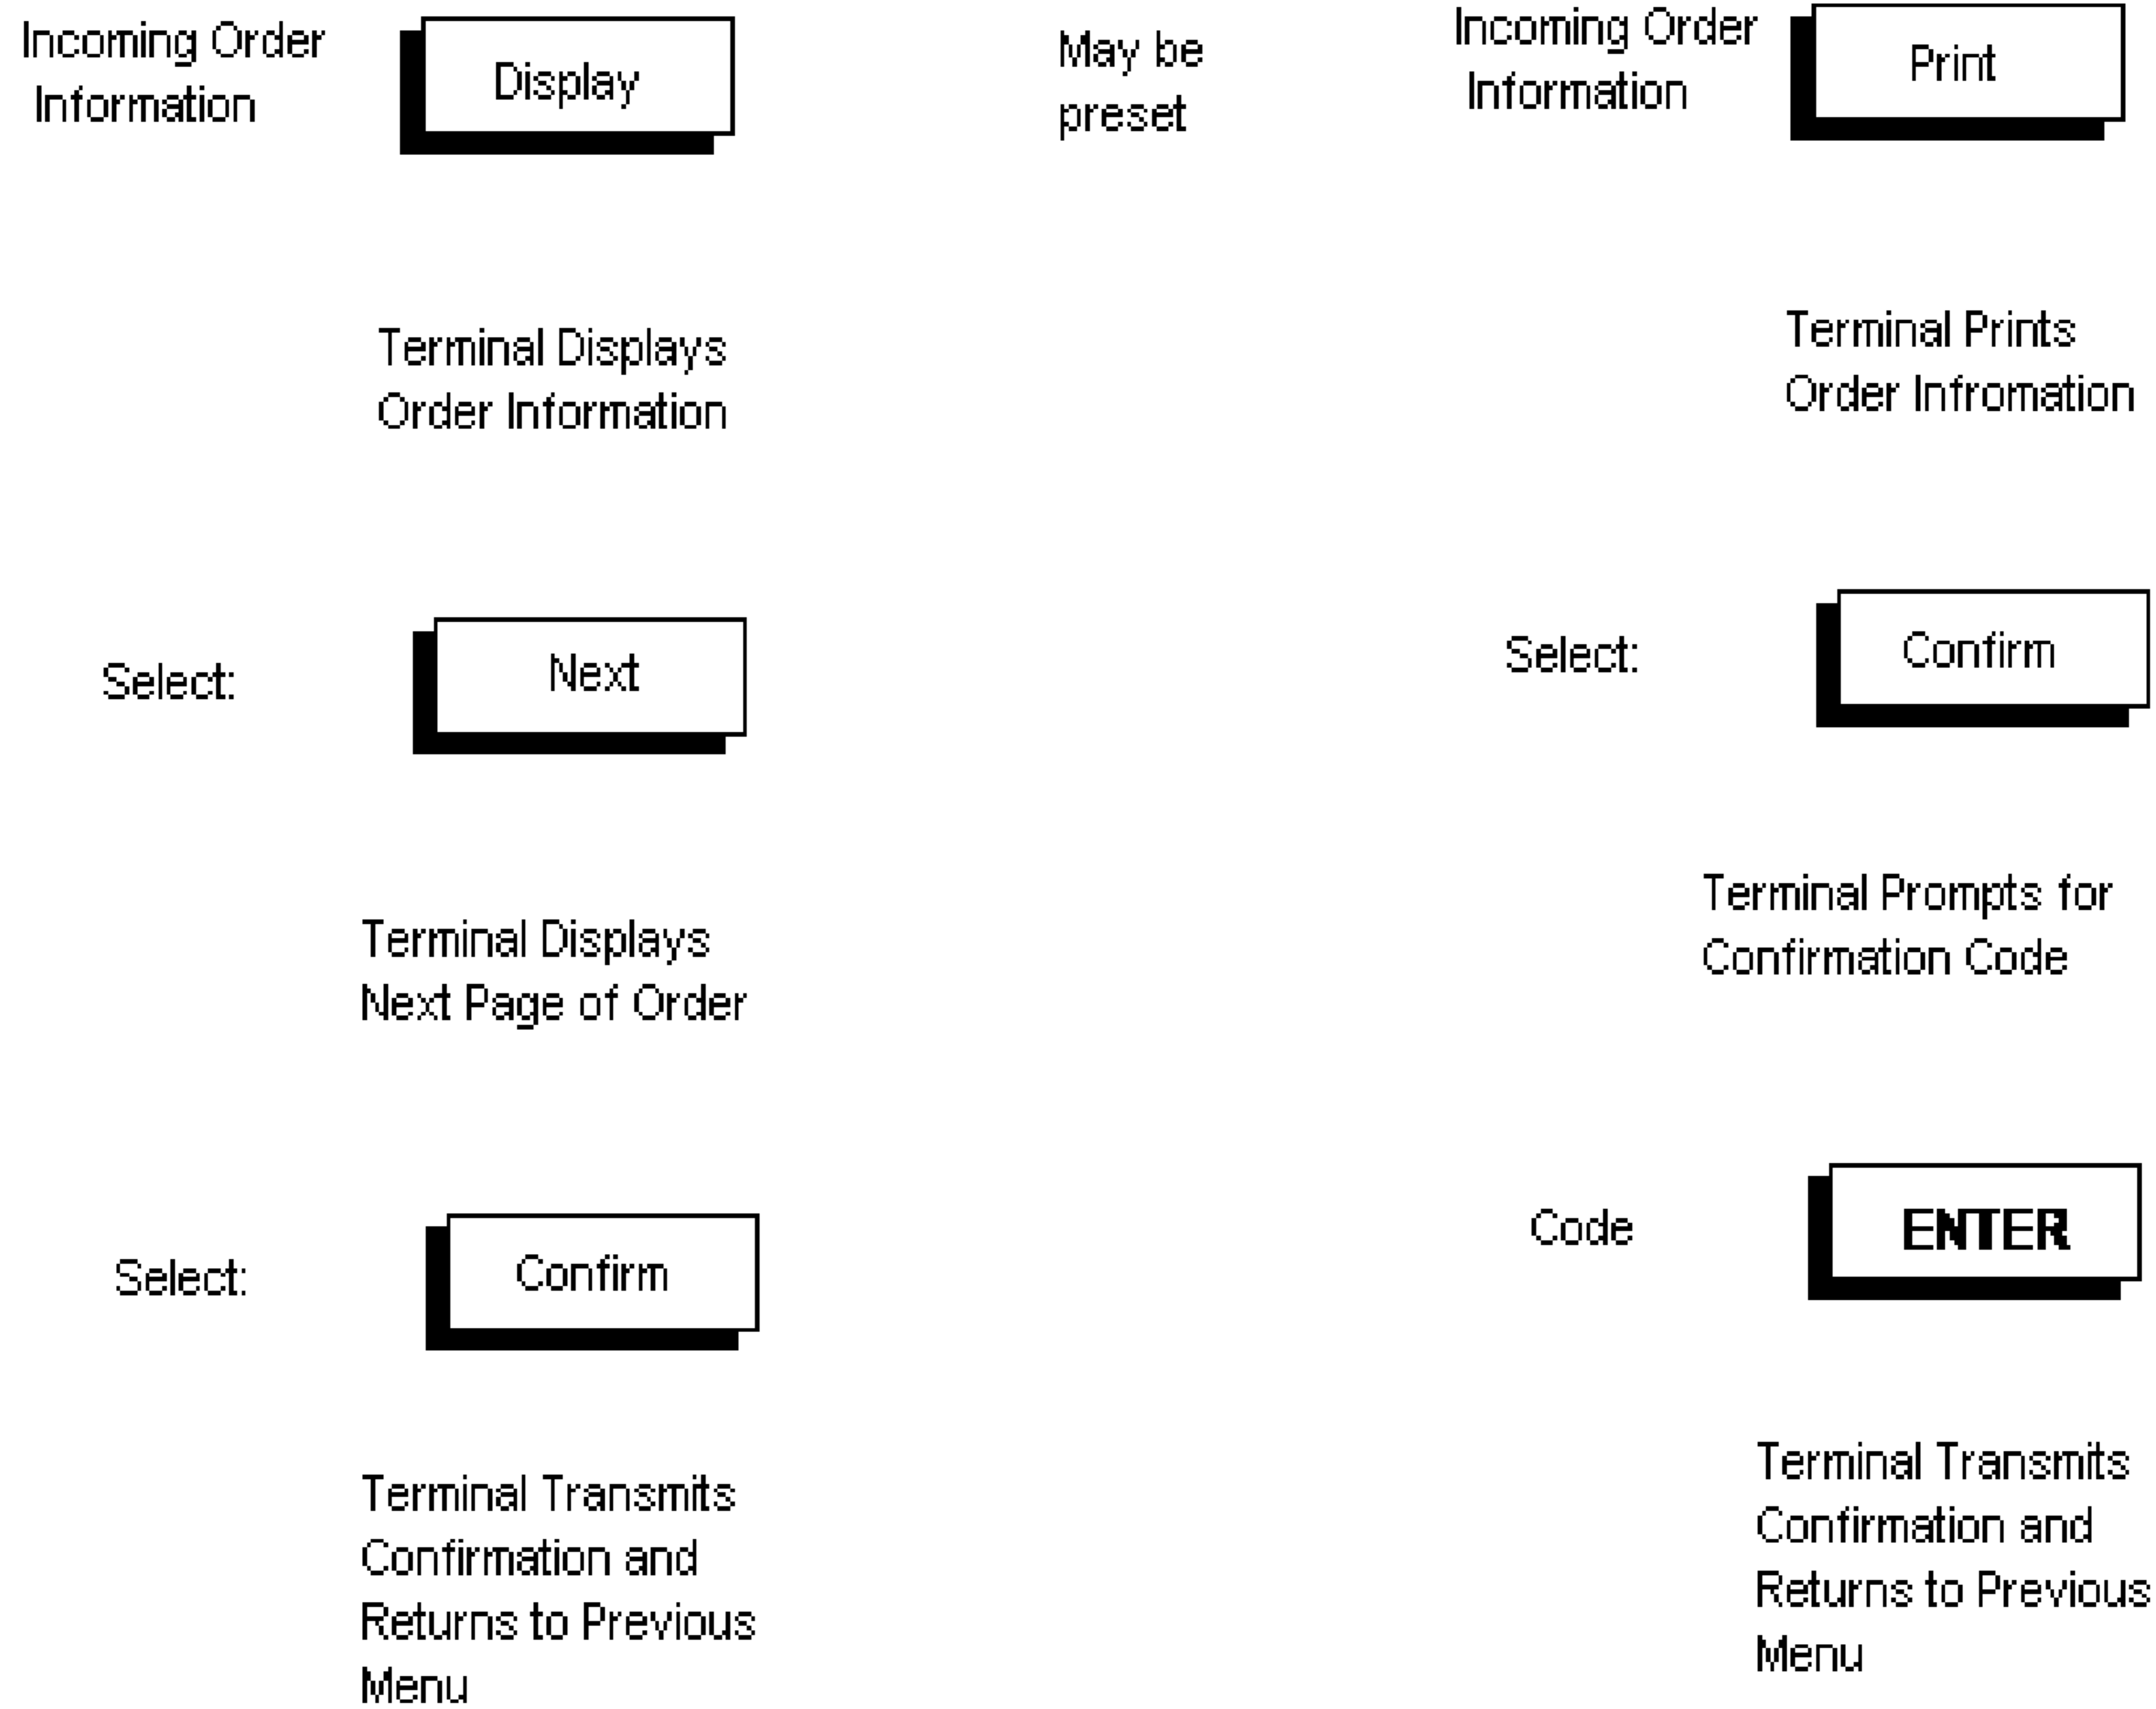 Incoming Order
Information
Display
Terminal Displays
Order Information
Select:
Next
Terminal Displays
Next Page of Order
Select:
Confirm
Terminal Transmits
Confirmation and
Returns to Previous
Menu
May be
preset
Incoming Order
Information
Print
Terminal Prints
Order Infromation
Select:
Confirm
Terminal Prompts for
Confirmation Code
Code
ENTER
Terminal Transmits
Confirmation and
Returns to Previous
Menu